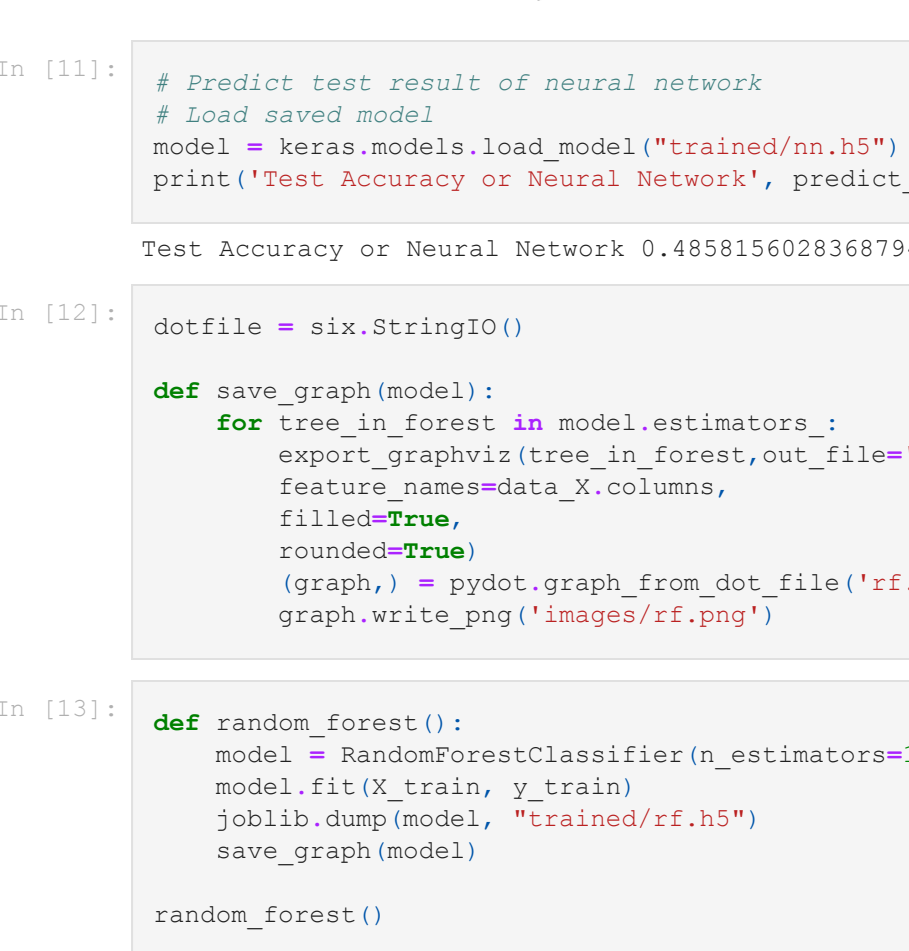 In [11]:
# Predict test result of neural network
# Load saved model
model = keras.models.load_model("trained/nn.h5")
print('Test Accuracy or Neural Network', predict_
Test Accuracy or Neural Network 0.485815602836879
In [12]:
dotfile = six.StringIO()
def save_graph(model):
    for tree_in_forest in model.estimators_:
        export_graphviz(tree_in_forest,out_file='
        feature_names=data_X.columns,
        filled=True,
        rounded=True)
        (graph,) = pydot.graph_from_dot_file('rf.
        graph.write_png('images/rf.png')
In [13]:
def random_forest():
    model = RandomForestClassifier(n_estimators=1
    model.fit(X_train, y_train)
    joblib.dump(model, "trained/rf.h5")
    save_graph(model)
random_forest()